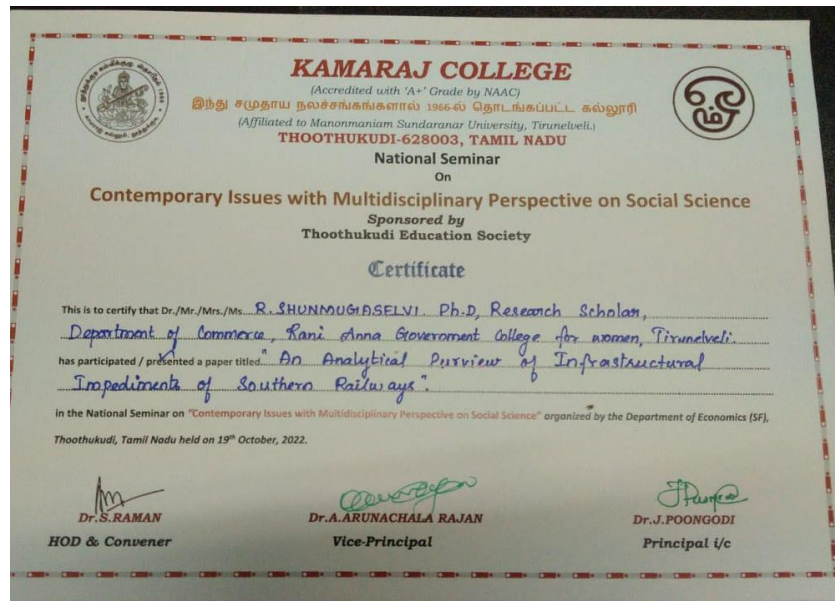 KAMARAJ COLLEGE
(Accredited with 'A+' Grade by NAAC)
இந்து சமுதாய நலச்சங்கங்களால் 1966-ல் தொடங்கப்பட்ட கல்லூரி
(Affiliated to Manonmaniam Sundaranar University, Tirunelveli.)
THOOTHUKUDI-628003, TAMIL NADU
National Seminar
On
Contemporary Issues with Multidisciplinary Perspective on Social Science
Sponsored by
Thoothukudi Education Society
Certificate
This is to certify that Dr./Mr./Mrs./Ms. R. SHUNMUGASELVI. Ph.D, Research Scholar,
Department of Commerce, Rani Anna Government College for women, Tirunelveli.
has participated / presented a paper titled "An Analytical Purview of Infrastructural
Impediments of Southern Railways".
in the National Seminar on "Contemporary Issues with Multidisciplinary Perspective on Social Science" organized by the Department of Economics (SF),
Thoothukudi, Tamil Nadu held on 19th October, 2022.
Dr.S.RAMAN Dr.A.ARUNACHALA RAJAN Dr.J.POONGODI
HOD & Convener Vice-Principal Principal i/c